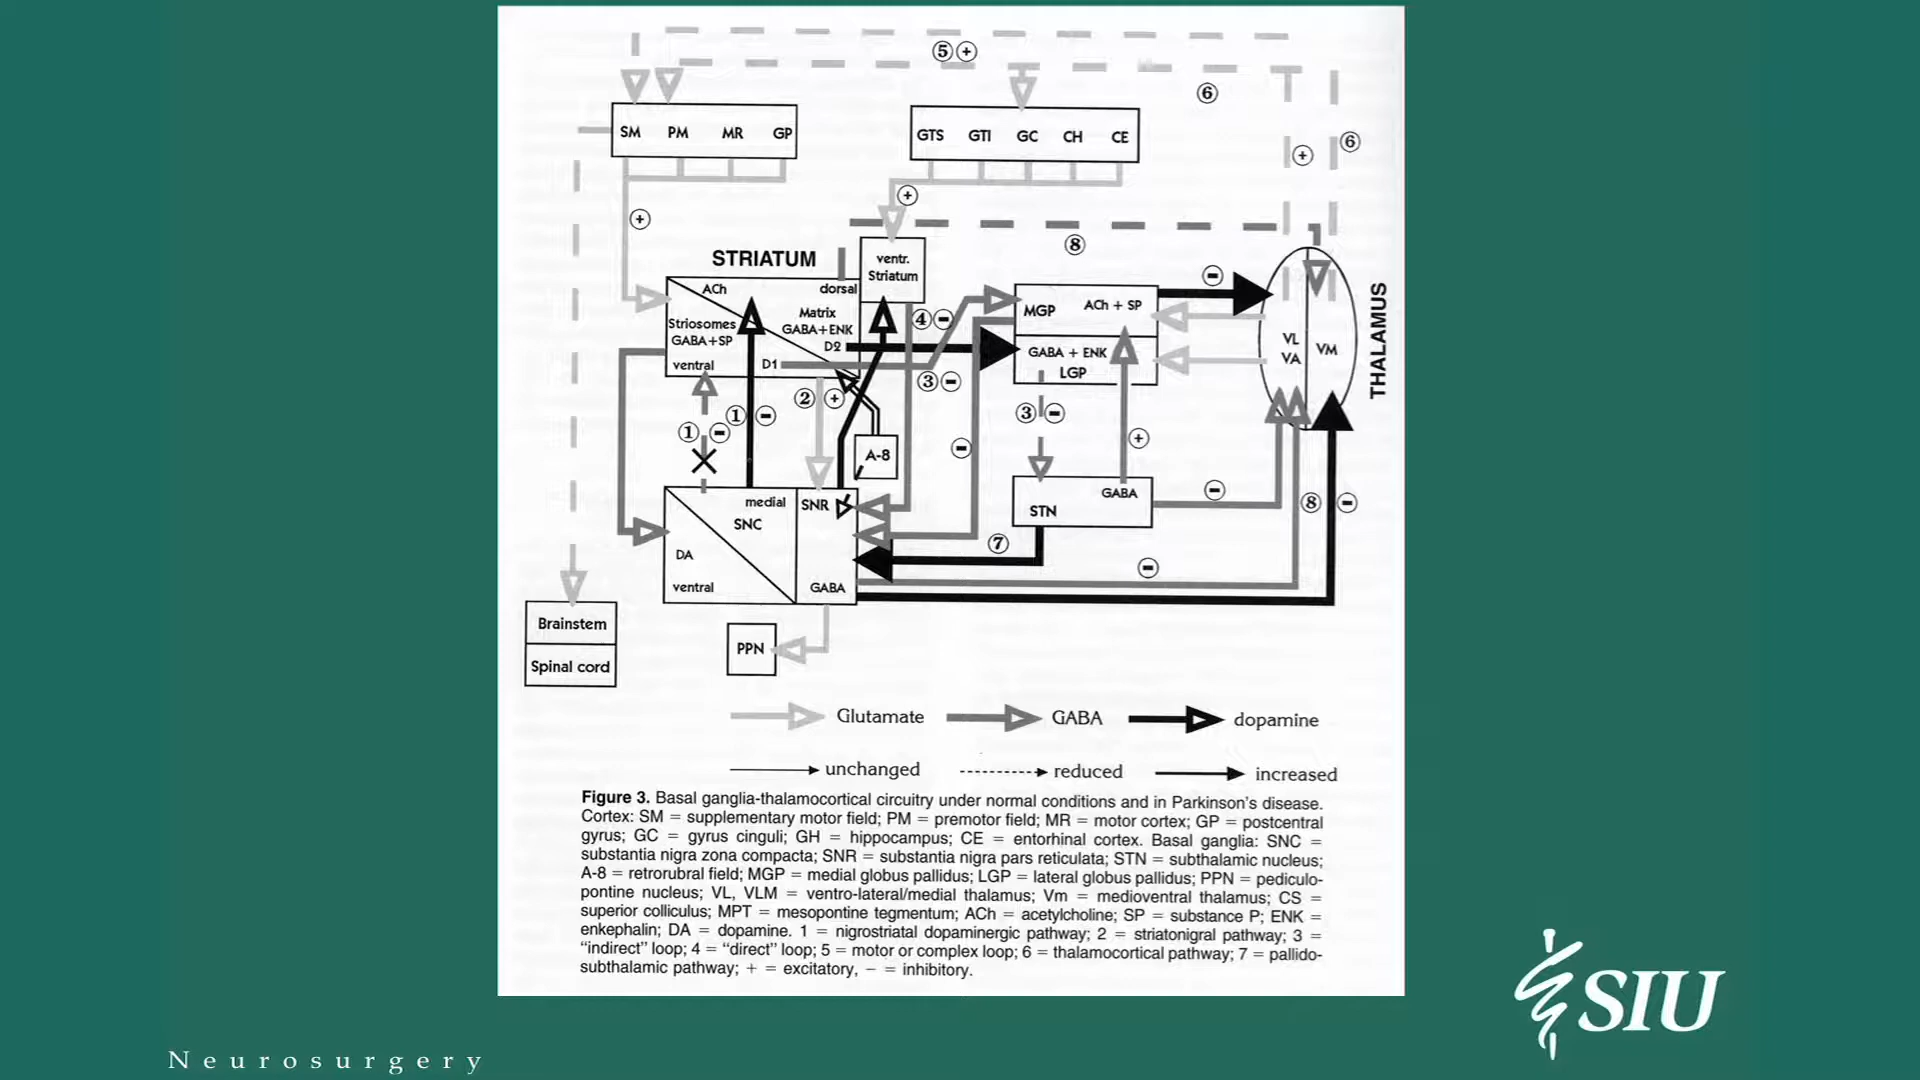 ⑤ +
⑥
SM PM MR GP
GTS GTI GC CH CE
+
⑥
+
+
⑧
STRIATUM
ventr.
Striatum
ACh
dorsal
Striosomes
GABA+SP
Matrix
GABA+ENK
D2
ventral
D1
④ −
③ −
−
MGP ACh + SP
GABA + ENK
LGP
VL
VA
VM
THALAMUS
② +
① −
① −
A-8
−
③ −
+
medial
SNC
SNR
DA
ventral
GABA
GABA
STN
−
⑧ −
⑦
−
Brainstem
Spinal cord
PPN
Glutamate GABA dopamine
unchanged reduced increased
Figure 3. Basal ganglia-thalamocortical circuitry under normal conditions and in Parkinson's disease.
Cortex: SM = supplementary motor field; PM = premotor field; MR = motor cortex; GP = postcentral
gyrus; GC = gyrus cinguli; GH = hippocampus; CE = entorhinal cortex. Basal ganglia: SNC =
substantia nigra zona compacta; SNR = substantia nigra pars reticulata; STN = subthalamic nucleus;
A-8 = retrorubral field; MGP = medial globus pallidus; LGP = lateral globus pallidus; PPN = pediculo-
pontine nucleus; VL, VLM = ventro-lateral/medial thalamus; Vm = medioventral thalamus; CS =
superior colliculus; MPT = mesopontine tegmentum; ACh = acetylcholine; SP = substance P; ENK =
enkephalin; DA = dopamine. 1 = nigrostriatal dopaminergic pathway; 2 = striatonigral pathway; 3 =
"indirect" loop; 4 = "direct" loop; 5 = motor or complex loop; 6 = thalamocortical pathway; 7 = pallido-
subthalamic pathway; + = excitatory, − = inhibitory.
SIU
Neurosurgery